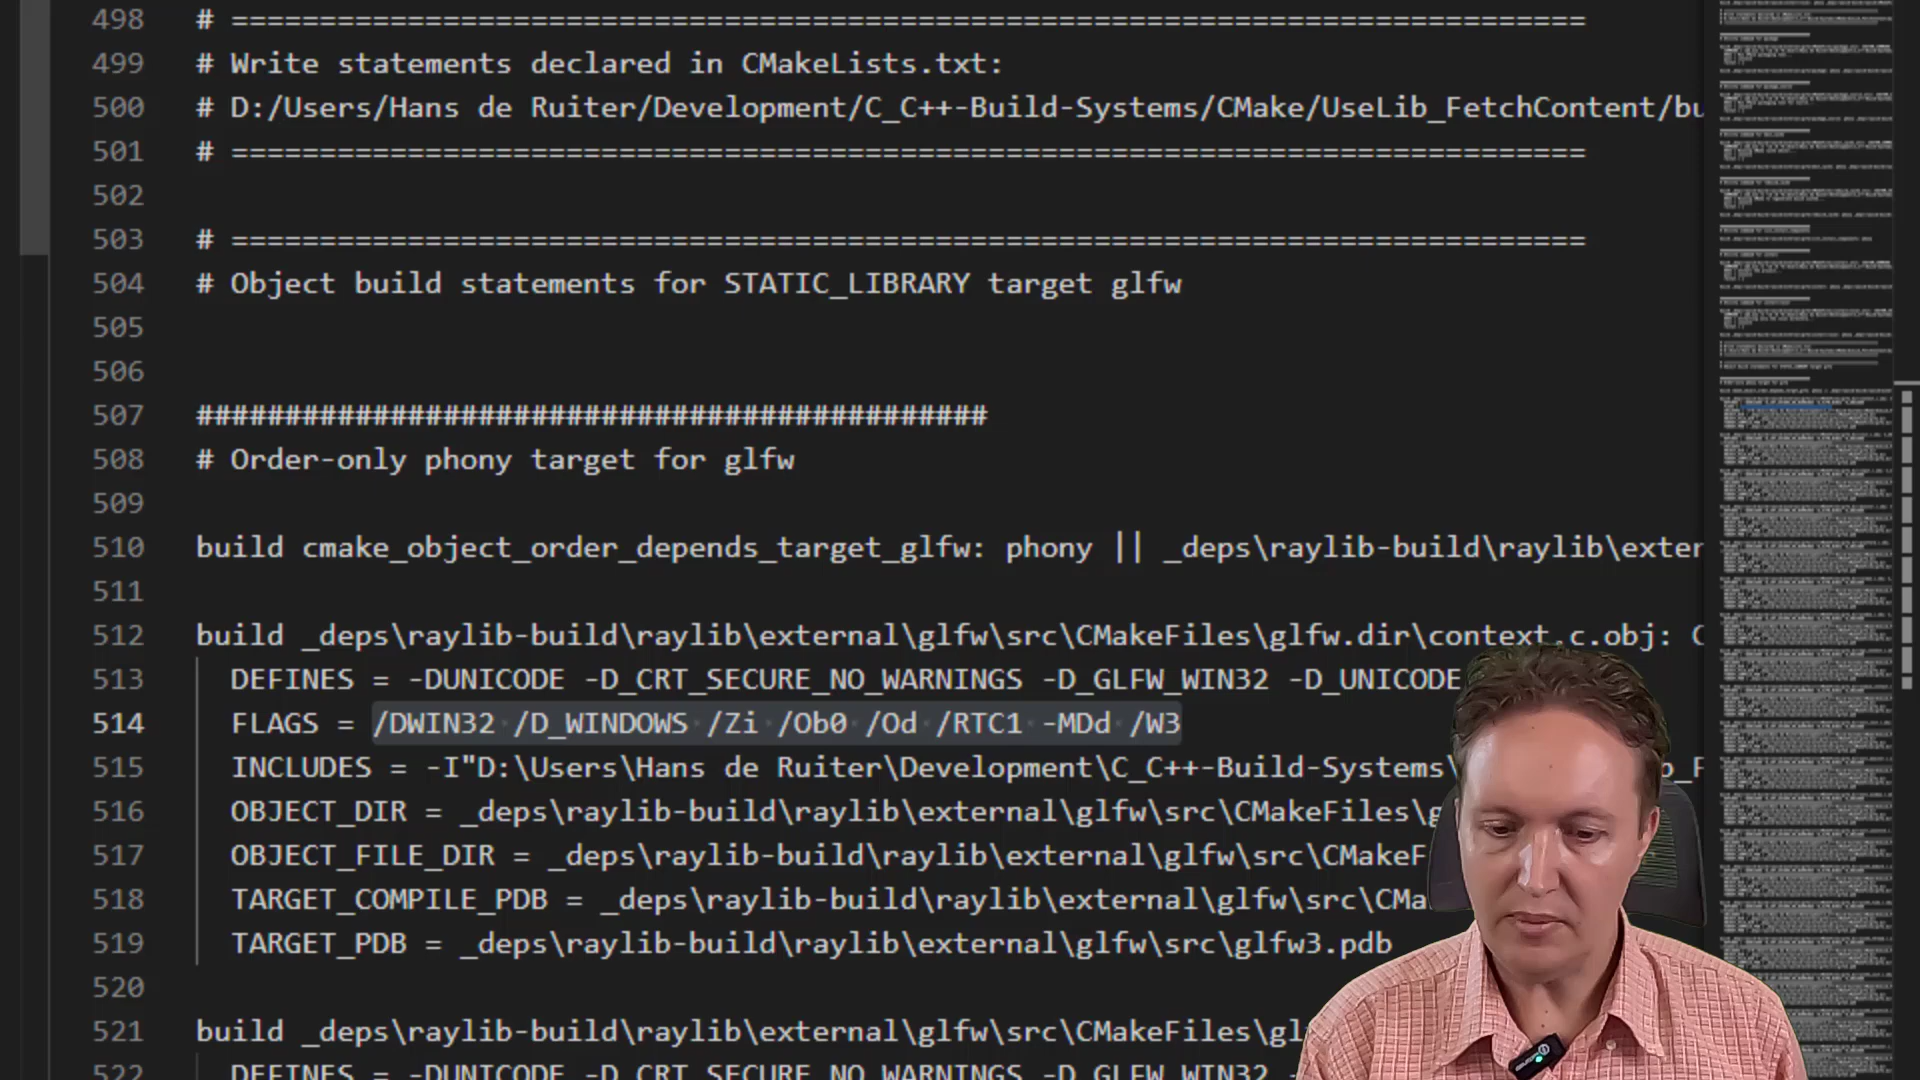 498 # =============================================================================
499 # Write statements declared in CMakeLists.txt:
500 # D:/Users/Hans de Ruiter/Development/C_C++-Build-Systems/CMake/UseLib_FetchContent/bu
501 # =============================================================================
502
503 # =============================================================================
504 # Object build statements for STATIC_LIBRARY target glfw
505
506
507 #############################################
508 # Order-only phony target for glfw
509
510 build cmake_object_order_depends_target_glfw: phony || _deps\raylib-build\raylib\exter
511
512 build _deps\raylib-build\raylib\external\glfw\src\CMakeFiles\glfw.dir\context.c.obj: C
513 DEFINES = -DUNICODE -D_CRT_SECURE_NO_WARNINGS -D_GLFW_WIN32 -D_UNICODE
514 FLAGS = /DWIN32 /D_WINDOWS /Zi /Ob0 /Od /RTC1 -MDd /W3
515 INCLUDES = -I"D:\Users\Hans de Ruiter\Development\C_C++-Build-Systems\
516 OBJECT_DIR = _deps\raylib-build\raylib\external\glfw\src\CMakeFiles\g
517 OBJECT_FILE_DIR = _deps\raylib-build\raylib\external\glfw\src\CMakeF
518 TARGET_COMPILE_PDB = _deps\raylib-build\raylib\external\glfw\src\CMa
519 TARGET_PDB = _deps\raylib-build\raylib\external\glfw\src\glfw3.pdb
520
521 build _deps\raylib-build\raylib\external\glfw\src\CMakeFiles\gl
522 DEFINES = -DUNICODE -D_CRT_SECURE_NO_WARNINGS -D_GLFW_WIN32